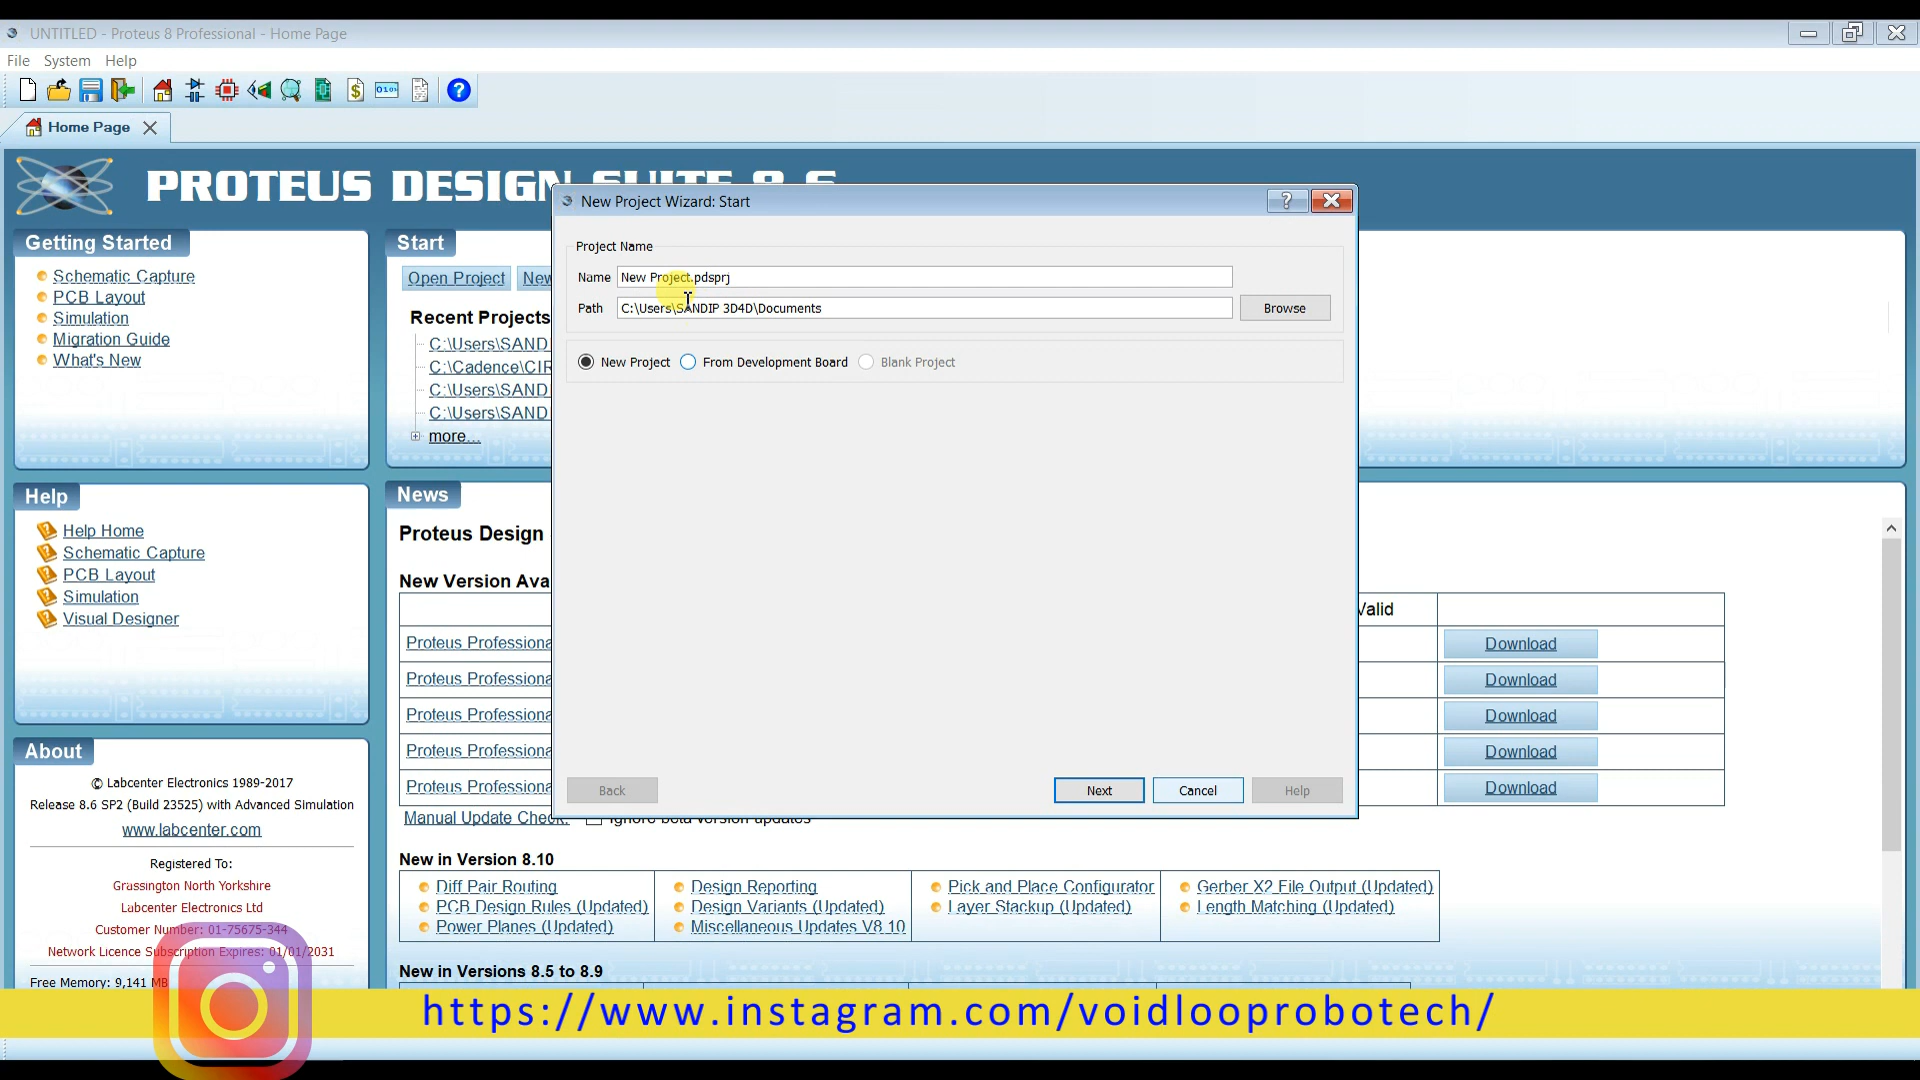 UNTITLED - Proteus 8 Professional - Home Page
File System Help
Home Page
PROTEUS DESIGN
Getting Started
Schematic Capture
PCB Layout
Simulation
Migration Guide
What's New
Start
Open Project New
Recent Projects
C:\Users\SAND
C:\Cadence\CIR
C:\Users\SAND
C:\Users\SAND
more...
New Project Wizard: Start
?
Project Name
Name New Project.pdsprj
Path C:\Users\SANDIP 3D4D\Documents Browse
New Project From Development Board Blank Project
Back Next Cancel Help
Help
Help Home
Schematic Capture
PCB Layout
Simulation
Visual Designer
News
Proteus Design
New Version Ava
Valid
Proteus Professiona Download
Proteus Professiona Download
Proteus Professiona Download
Proteus Professiona Download
Proteus Professiona Download
Manual Update Check: Ignore beta version updates
About
© Labcenter Electronics 1989-2017
Release 8.6 SP2 (Build 23525) with Advanced Simulation
www.labcenter.com
Registered To:
Grassington North Yorkshire
Labcenter Electronics Ltd
Customer Number: 01-75675-344
Network Licence Subscription Expires: 01/01/2031
Free Memory: 9,141 MB
New in Version 8.10
Diff Pair Routing
PCB Design Rules (Updated)
Power Planes (Updated)
Design Reporting
Design Variants (Updated)
Miscellaneous Updates V8.10
Pick and Place Configurator
Layer Stackup (Updated)
Gerber X2 File Output (Updated)
Length Matching (Updated)
New in Versions 8.5 to 8.9
https://www.instagram.com/voidlooprobotech/